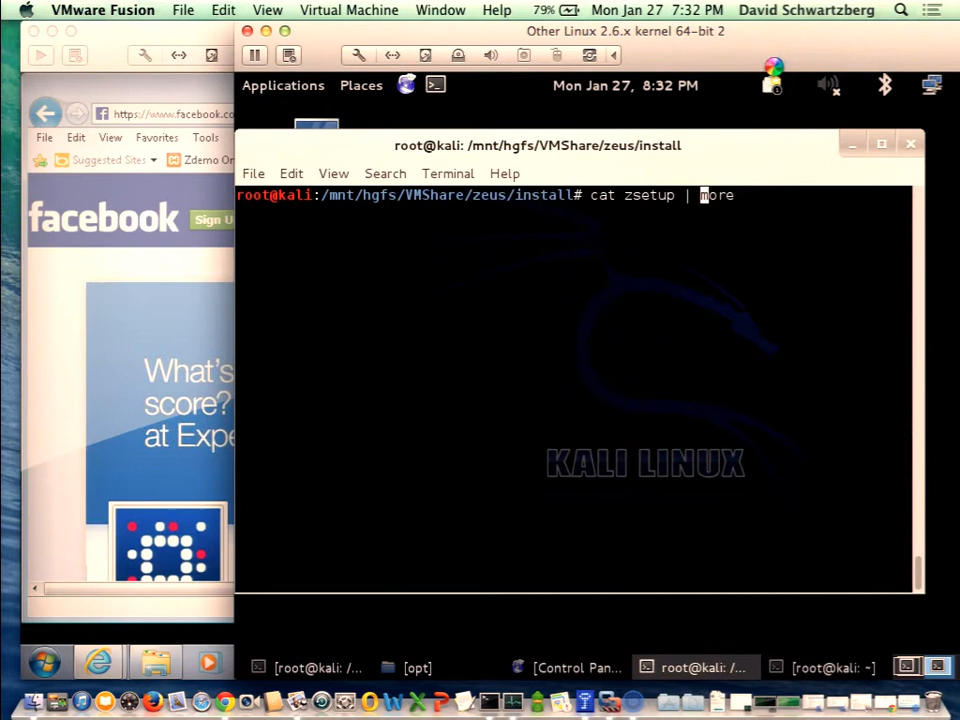 VMware Fusion File Edit View Virtual Machine Window Help 79% Mon Jan 27 7:32 PM David Schwartzberg
Other Linux 2.6.x kernel 64-bit 2
Applications Places Mon Jan 27, 8:32 PM
https://www.facebook.co
File Edit View Favorites Tools
Suggested Sites Zdemo On
facebook Sign U
What's
score?
at Expe
root@kali: /mnt/hgfs/VMShare/zeus/install
File Edit View Search Terminal Help
root@kali:/mnt/hgfs/VMShare/zeus/install# cat zsetup | more
KALI LINUX
[root@kali: /... [opt] [Control Pan... root@kali: /... [root@kali: ~]